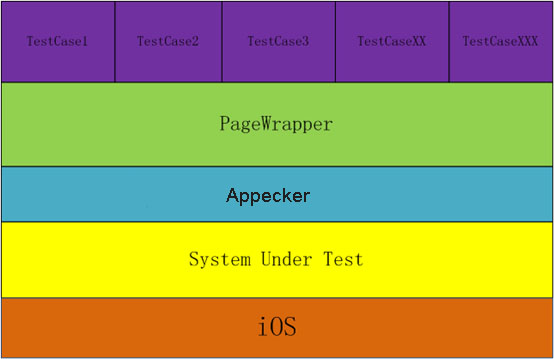 TestCase1 TestCase2 TestCase3 TestCaseXX TestCaseXXX
PageWrapper
Appecker
System Under Test
iOS